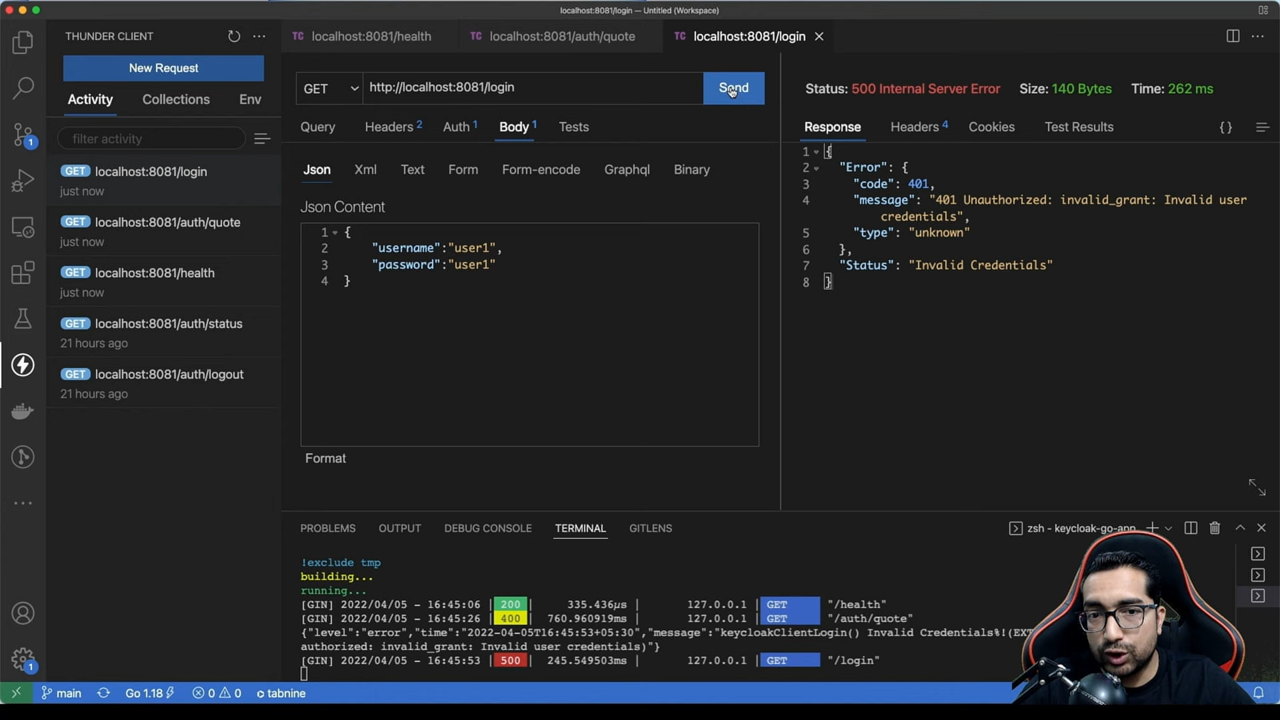 localhost:8081/login — Untitled (Workspace)
THUNDER CLIENT
New Request
Activity Collections Env
filter activity
GET localhost:8081/login
just now
GET localhost:8081/auth/quote
just now
GET localhost:8081/health
just now
GET localhost:8081/auth/status
21 hours ago
GET localhost:8081/auth/logout
21 hours ago
TC localhost:8081/health TC localhost:8081/auth/quote TC localhost:8081/login
GET http://localhost:8081/login Send
Query Headers 2 Auth 1 Body 1 Tests
Json Xml Text Form Form-encode Graphql Binary
Json Content
1 {
2 "username":"user1",
3 "password":"user1"
4 }
Format
Status: 500 Internal Server Error Size: 140 Bytes Time: 262 ms
Response Headers 4 Cookies Test Results {}
1 {
2 "Error": {
3 "code": 401,
4 "message": "401 Unauthorized: invalid_grant: Invalid user
credentials",
5 "type": "unknown"
6 },
7 "Status": "Invalid Credentials"
8 }
PROBLEMS OUTPUT DEBUG CONSOLE TERMINAL GITLENS
zsh - keycloak-go-app
!exclude tmp
building...
running...
[GIN] 2022/04/05 - 16:45:06 | 200 | 335.436µs | 127.0.0.1 | GET "/health"
[GIN] 2022/04/05 - 16:45:26 | 400 | 760.960919ms | 127.0.0.1 | GET "/auth/quote"
{"level":"error","time":"2022-04-05T16:45:53+05:30","message":"keycloakClientLogin() Invalid Credentials%!(EXT
authorized: invalid_grant: Invalid user credentials)"}
[GIN] 2022/04/05 - 16:45:53 | 500 | 245.549503ms | 127.0.0.1 | GET "/login"
1
1
main Go 1.18 0 0 tabnine